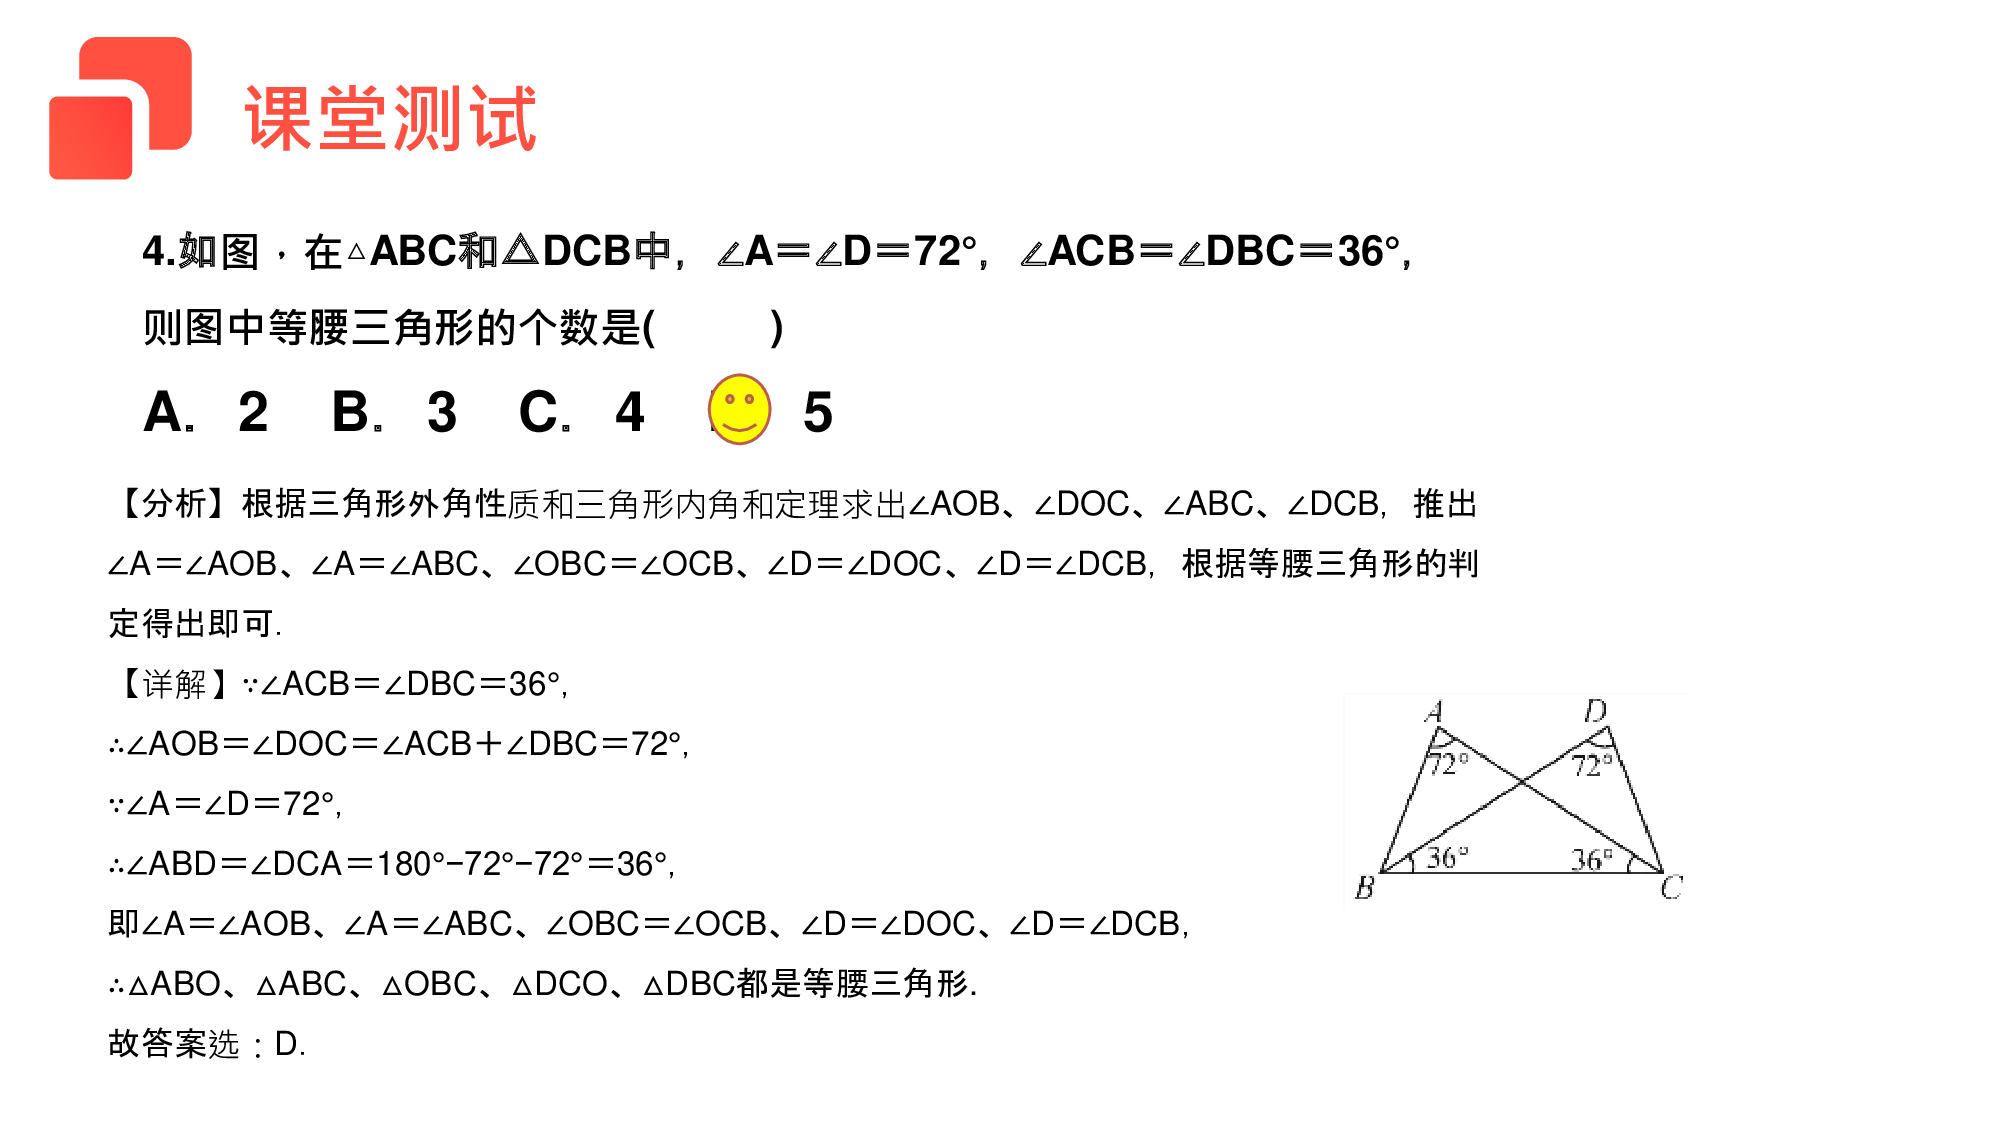 课堂测试
4.如图，在△ABC和△DCB中，∠A＝∠D＝72°，∠ACB＝∠DBC＝36°，
则图中等腰三角形的个数是(　　)
A．2　B．3　C．4　5
【分析】根据三角形外角性质和三角形内角和定理求出∠AOB、∠DOC、∠ABC、∠DCB，推出
∠A＝∠AOB、∠A＝∠ABC、∠OBC＝∠OCB、∠D＝∠DOC、∠D＝∠DCB，根据等腰三角形的判
定得出即可.
【详解】∵∠ACB＝∠DBC＝36°，
∴∠AOB＝∠DOC＝∠ACB＋∠DBC＝72°，
∵∠A＝∠D＝72°，
∴∠ABD＝∠DCA＝180°−72°−72°＝36°，
即∠A＝∠AOB、∠A＝∠ABC、∠OBC＝∠OCB、∠D＝∠DOC、∠D＝∠DCB，
∴△ABO、△ABC、△OBC、△DCO、△DBC都是等腰三角形.
故答案选：D.
A D
72° 72°
36° 36°
B C